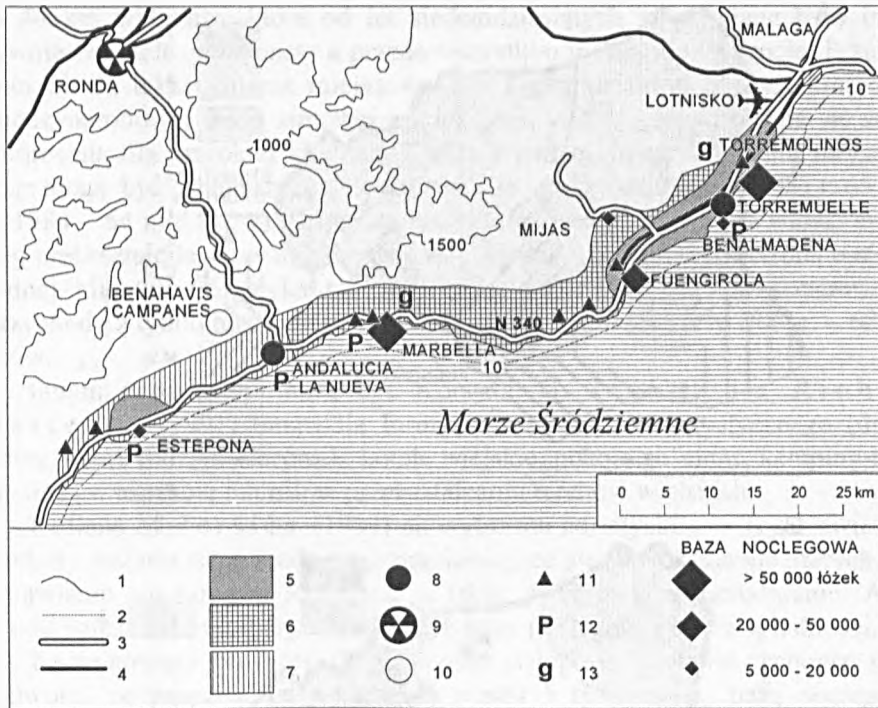 MALAGA
RONDA
LOTNISKO
10
1000
g TORREMOLINOS
TORREMUELLE
MIJAS
P
BENALMADENA
1500
FUENGIROLA
BENAHAVIS
CAMPANES
g
N 340
P
MARBELLA
10
P ANDALUCIA
LA NUEVA
Morze Śródziemne
P ESTEPONA
0 5 10 15 20 25 km
BAZA NOCLEGOWA
1 5 8 11 > 50 000 łóżek
2
3 6 9 P 12 20 000 - 50 000
4 7 10 g 13 5 000 - 20 000